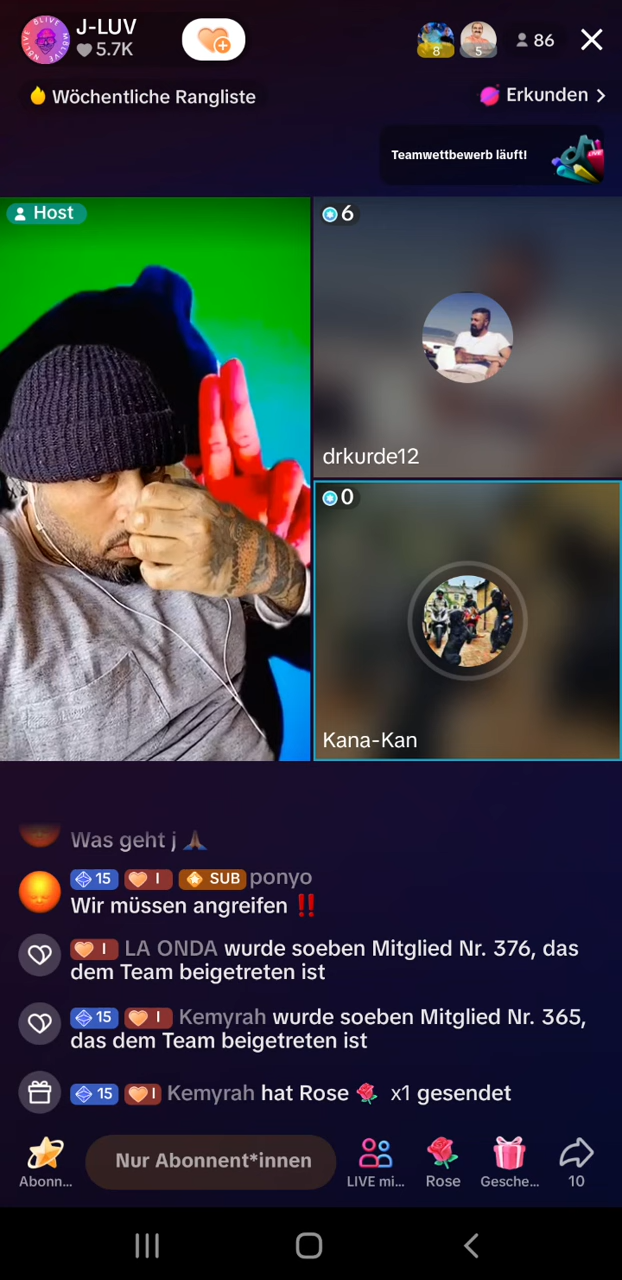 J-LUV
5.7K
8
5
86
Wöchentliche Rangliste
Erkunden
Teamwettbewerb läuft!
Host
6
drkurde12
0
Kana-Kan
Was geht j 🙏
15 I SUB ponyo
Wir müssen angreifen ‼️
I LA ONDA wurde soeben Mitglied Nr. 376, das
dem Team beigetreten ist
15 I Kemyrah wurde soeben Mitglied Nr. 365,
das dem Team beigetreten ist
15 I Kemyrah hat Rose 🌹 x1 gesendet
Nur Abonnent*innen
Abonn...
LIVE mi...
Rose
Gesche...
10